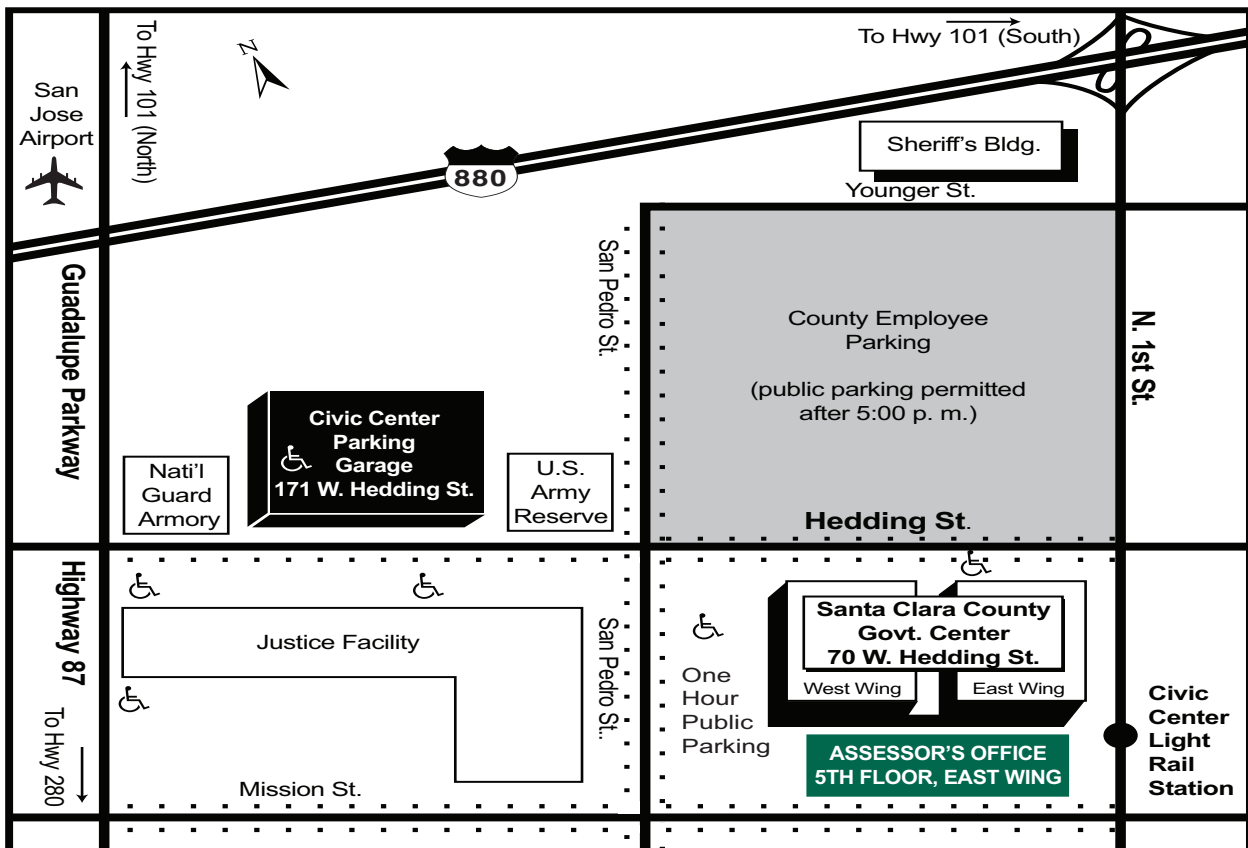 To Hwy 101 (South)
N
To Hwy 101 (North)
San
Jose
Airport
880
Sheriff's Bldg.
Younger St.
San Pedro St.
Guadalupe Parkway
County Employee
Parking
(public parking permitted
after 5:00 p. m.)
N. 1st St.
Civic Center
Parking
Garage
171 W. Hedding St.
Nati'l
Guard
Armory
U.S.
Army
Reserve
Hedding St.
Highway 87
To Hwy 280
Justice Facility
San Pedro St..
Mission St.
One
Hour
Public
Parking
Santa Clara County
Govt. Center
70 W. Hedding St.
West Wing
East Wing
ASSESSOR'S OFFICE
5TH FLOOR, EAST WING
Civic
Center
Light
Rail
Station